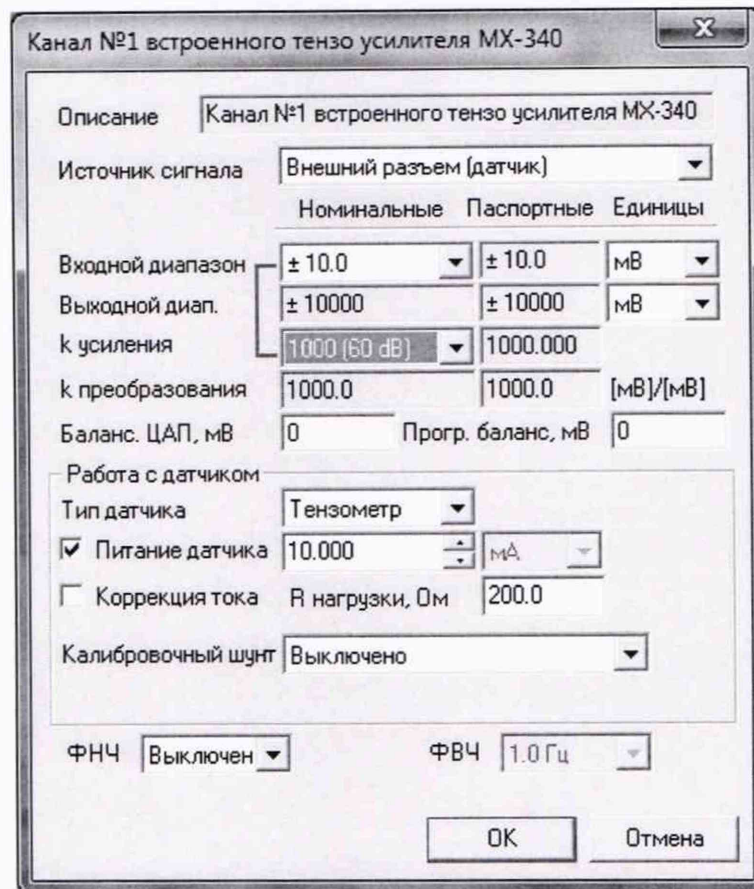 Канал №1 встроенного тензо усилителя MX-340
Описание Канал №1 встроенного тензо усилителя MX-340
Источник сигнала Внешний разъем (датчик)
Номинальные Паспортные Единицы
Входной диапазон ± 10.0 ± 10.0 мВ
Выходной диап. ± 10000 ± 10000 мВ
k усиления 1000 (60 dB) 1000.000
k преобразования 1000.0 1000.0 [мВ]/[мВ]
Баланс. ЦАП, мВ 0 Прогр. баланс, мВ 0
Работа с датчиком
Тип датчика Тензометр
Питание датчика 10.000 мА
Коррекция тока R нагрузки, Ом 200.0
Калибровочный шунт Выключено
ФНЧ Выключен ФВЧ 1.0 Гц
OK Отмена